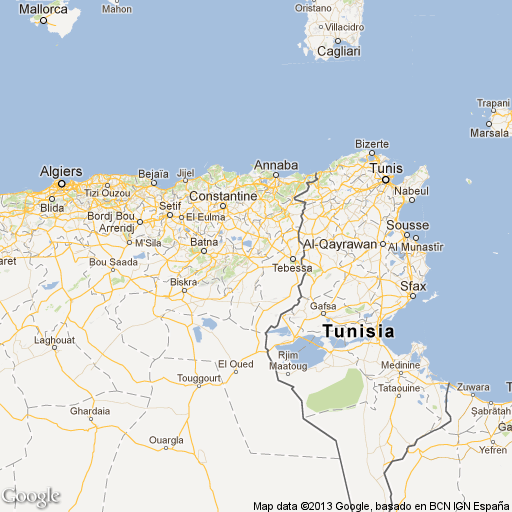 Mallorca
Mahon
Oristano
Villacidro
Cagliari
Trapani
Marsala
Bizerte
Algiers
Tizi Ouzou
Bejaia
Jijel
Annaba
Tunis
Blida
Nabeul
Constantine
Setif
El Eulma
Bordj Bou
Arreridj
Sousse
M'Sila
Batna
Al-Qayrawan
Al Munastir
aret
Bou Saada
Tebessa
Biskra
Sfax
Gafsa
Tunisia
Laghouat
El Oued
Rjim
Maatoug
Medinine
Touggourt
Tataouine
Zuwara
T
Ghardaia
Şabrātah
Ga
Ouargla
Yefren
Google
Map data ©2013 Google, basado en BCN IGN España